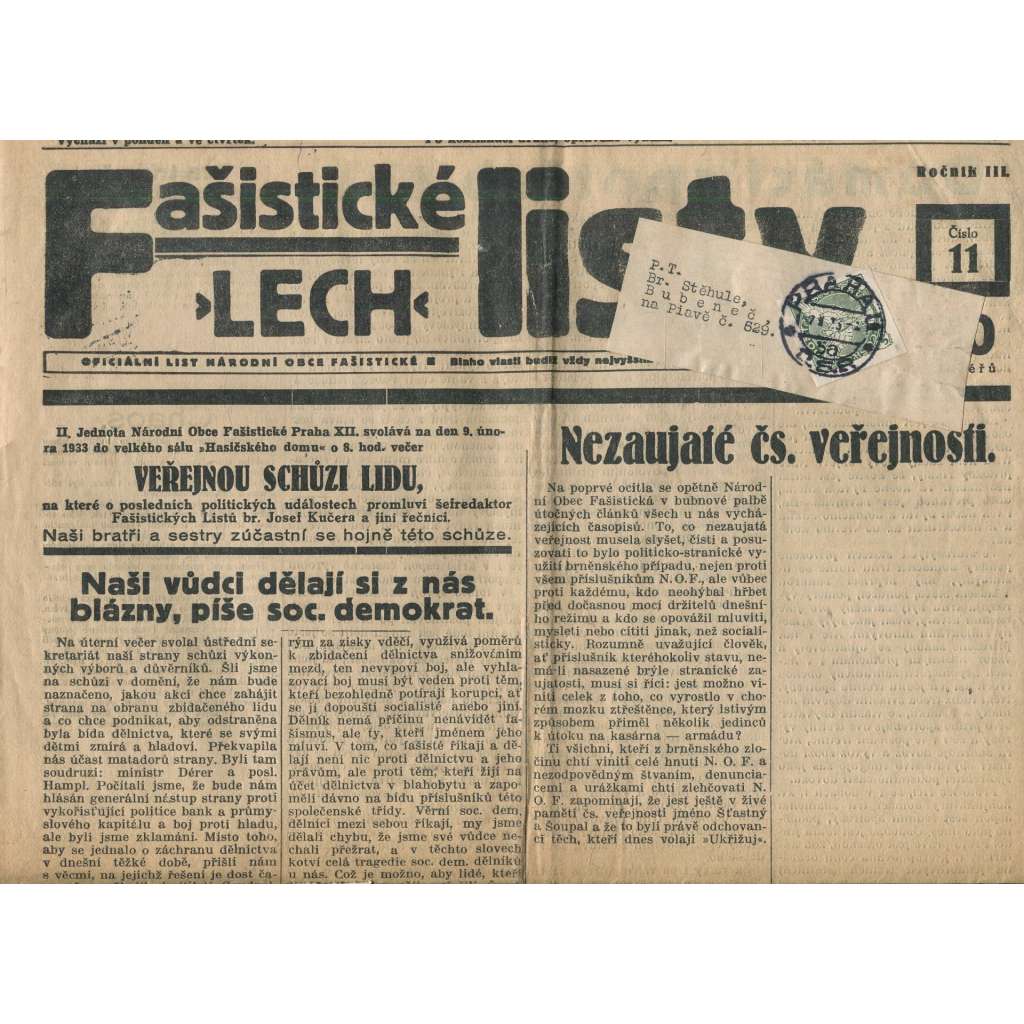 Vychází v pondělí a ve čtvrtek.
Ročník III.
Fašistické listy
›LECH‹
Číslo
11
P.T.
Br. Stěhule,
Bubeneč,
na Piavě č. 829.
PRAHA
OFICIÁLNÍ LIST NÁRODNÍ OBCE FAŠISTICKÉ Blaho vlasti budiž vždy nejvyšším
II. Jednota Národní Obce Fašistické Praha XII. svolává na den 9. úno-
ra 1933 do velkého sálu »Hasičského domu« o 8. hod. večer
VEŘEJNOU SCHŮZI LIDU,
na které o posledních politických událostech promluví šéfredaktor
Fašistických Listů br. Josef Kučera a jiní řečníci.
Naši bratři a sestry zúčastní se hojně této schůze.
Naši vůdci dělají si z nás
blázny, píše soc. demokrat.
Na úterní večer svolal ústřední se-
kretariát naší strany schůzi výkon-
ných výborů a důvěrníků. Šli jsme
na schůzi v domění, že nám bude
naznačeno, jakou akci chce zahájit
strana na obranu zbídačeného lidu
a co chce podnikat, aby odstraněna
byla bída dělnictva, které se svými
dětmi zmírá a hladoví. Překvapila
nás účast matadorů strany. Byli tam
soudruzi: ministr Dérer a posl.
Hampl. Počítali jsme, že bude nám
hlásán generální nástup strany proti
vykořisťující politice bank a průmy-
slového kapitálu a boj proti hladu,
ale byli jsme zklamáni. Místo toho,
aby se jednalo o záchranu dělnictva
v dnešní těžké době, přišli nám
s věcmi, na jejichž řešení je dost ča-
rým za zisky vděčí, využívá poměrů
k zbídačení dělnictva snižováním
mezd, ten nevypoví boj, ale vyhla-
zovací boj musí být veden proti těm,
kteří bezohledně potírají korupci, ať
se jí dopouští socialisté anebo jiní.
Dělník nemá příčinu nenávidět fa-
šismus, ale ty, kteří jménem jeho
mluví. V tom, co fašisté říkají a dě-
lají není nic proti dělnictvu a jeho
právům, ale proti těm, kteří žijí na
účet dělnictva v blahobytu a zapo-
měli dávno na bídu příslušníků této
společenské třídy. Věrní soc. dem.
dělníci mezi sebou říkají, my jsme
dělali chyby, že jsme své vůdce ne-
chali přežrat, a v těchto slovech
kotví celá tragedie soc. dem. dělníků
u nás. Což je možno, aby lidé, kteří
Nezaujaté čs. veřejnosti.
Na poprvé ocitla se opětně Národ-
ní Obec Fašistická v bubnové palbě
útočných článků všech u nás vychá-
zejících časopisů. To, co nezaujatá
veřejnost musela slyšet, čísti a posu-
zovati to bylo politicko-stranické vy-
užití brněnského případu, nejen proti
všem příslušníkům N. O. F., ale vůbec
proti každému, kdo neohýbal hřbet
před dočasnou mocí držitelů dnešní-
ho režimu a kdo se opovážil mluviti,
mysleti nebo cítiti jinak, než sociali-
sticky. Rozumně uvažující člověk,
ať příslušník kteréhokoliv stavu, ne-
má-li nasazené brýle stranické za-
ujatosti, musí si říci: jest možno vi-
niti celek z toho, co vyrostlo v cho-
rém mozku ztřeštěnce, který lstivým
způsobem přiměl několik jedinců
k útoku na kasárna — armádu?
Ti všichni, kteří z brněnského zlo-
činu chtí viniti celé hnutí N. O. F. a
nezodpovědným štvaním, denuncia-
cemi a urážkami chtí zlehčovati N.
O. F. zapomínají, že jest ještě v živé
paměti čs. veřejnosti jméno Šťastný
a Šoupal a že to byli právě odchovan-
ci těch, kteří dnes volají »Ukřižuj«.